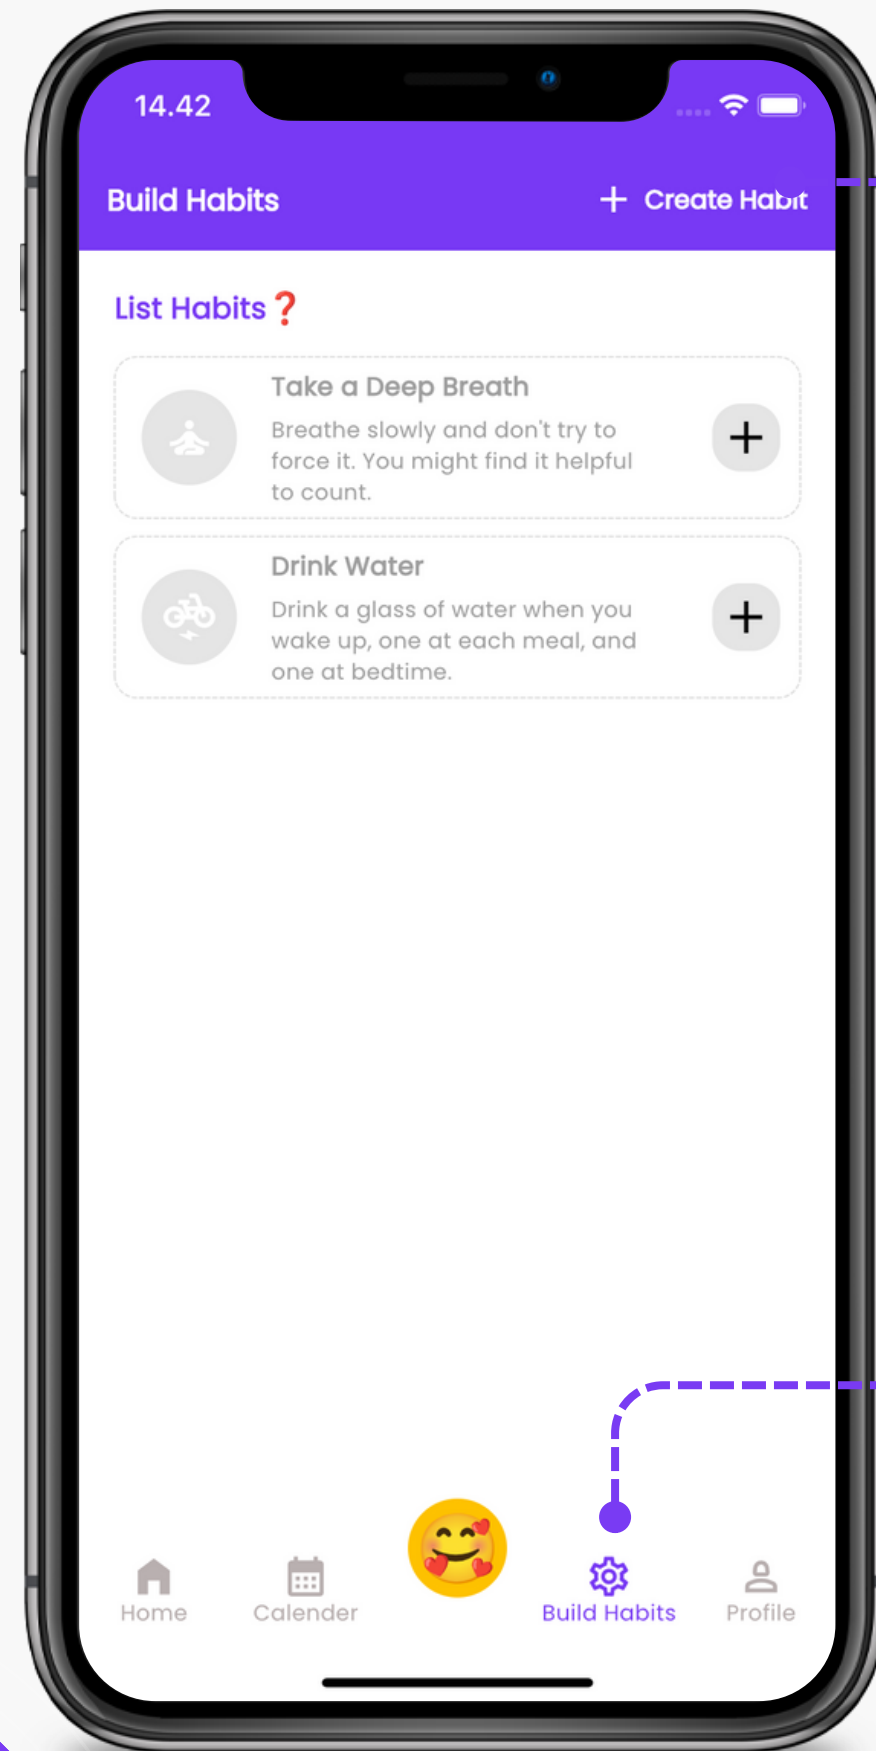 14.42
Build Habits
+ Create Habit
List Habits❓
Take a Deep Breath
Breathe slowly and don't try to
force it. You might find it helpful
to count.
Drink Water
Drink a glass of water when you
wake up, one at each meal, and
one at bedtime.
Home
Calender
Build Habits
Profile